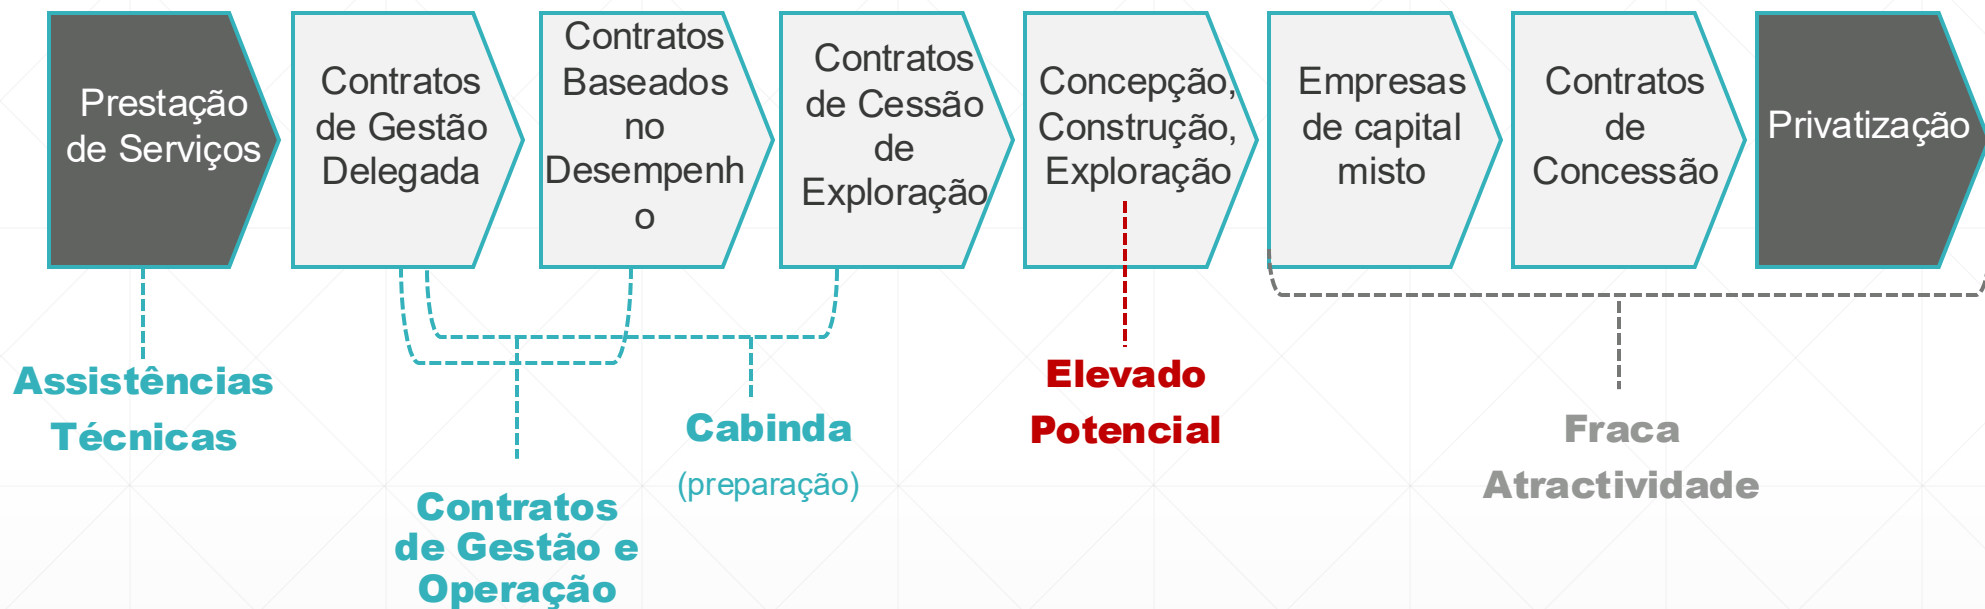 Prestação
de Serviços
Contratos
de Gestão
Delegada
Contratos
Baseados
no
Desempenh
o
Contratos
de Cessão
de
Exploração
Concepção,
Construção,
Exploração
Empresas
de capital
misto
Contratos
de
Concessão
Privatização
Assistências
Técnicas
Contratos
de Gestão e
Operação
Cabinda
(preparação)
Elevado
Potencial
Fraca
Atractividade